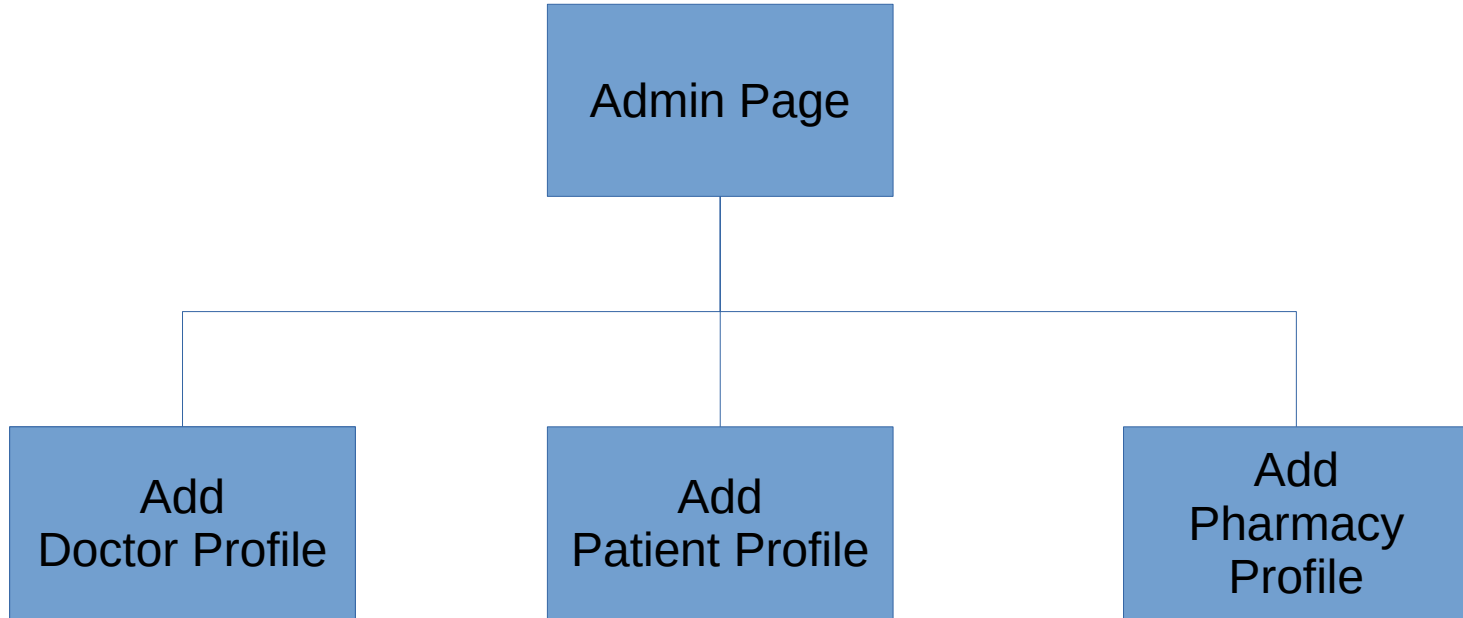 Admin Page
Add
Doctor Profile
Add
Patient Profile
Add
Pharmacy
Profile